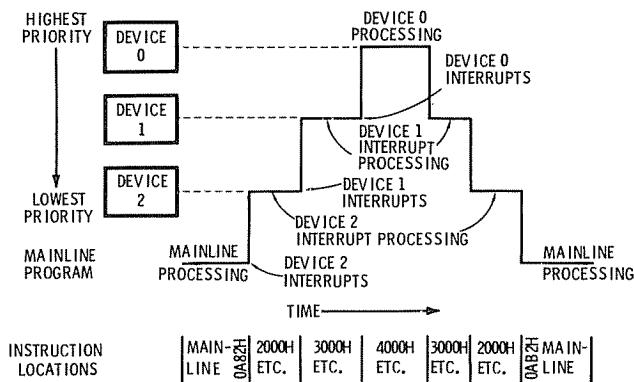 HIGHEST
PRIORITY
DEVICE
0
DEVICE 0
PROCESSING
DEVICE 0
INTERRUPTS
DEVICE
1
DEVICE 1
INTERRUPT
PROCESSING
DEVICE
2
DEVICE 1
INTERRUPTS
LOWEST
PRIORITY
DEVICE 2
INTERRUPT PROCESSING
MAINLINE
PROGRAM
MAINLINE
PROCESSING
DEVICE 2
INTERRUPTS
MAINLINE
PROCESSING
TIME
INSTRUCTION
LOCATIONS
MAIN-
LINE
0A82H
2000H
ETC.
3000H
ETC.
4000H
ETC.
3000H
ETC.
2000H
ETC.
0AB2H
MAIN-
LINE